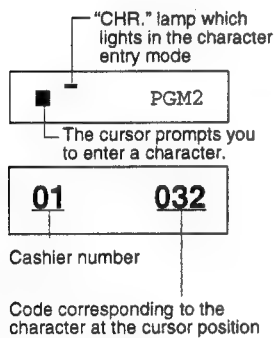 "CHR." lamp which
lights in the character
entry mode
PGM2
The cursor prompts you
to enter a character.
01 032
Cashier number
Code corresponding to the
character at the cursor position